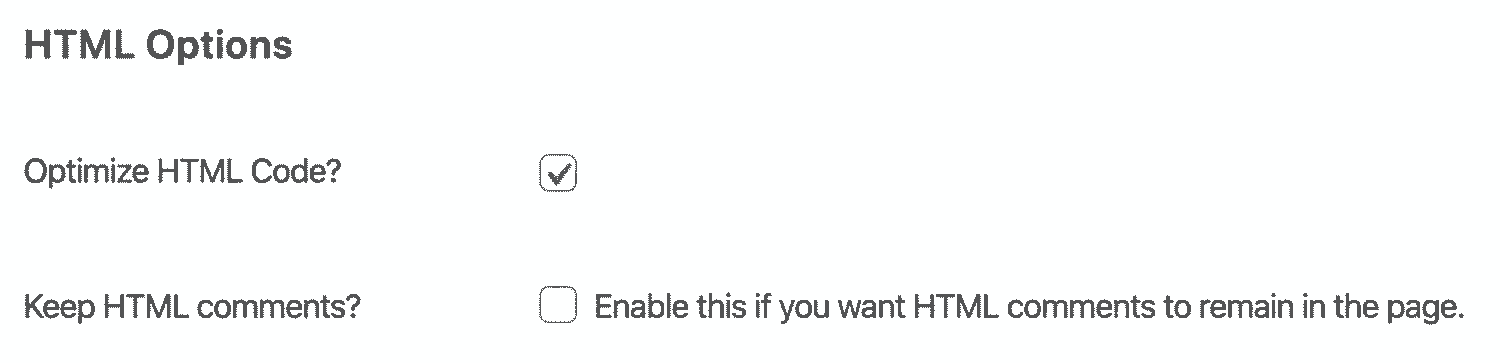 HTML Options
Optimize HTML Code?
Keep HTML comments? Enable this if you want HTML comments to remain in the page.